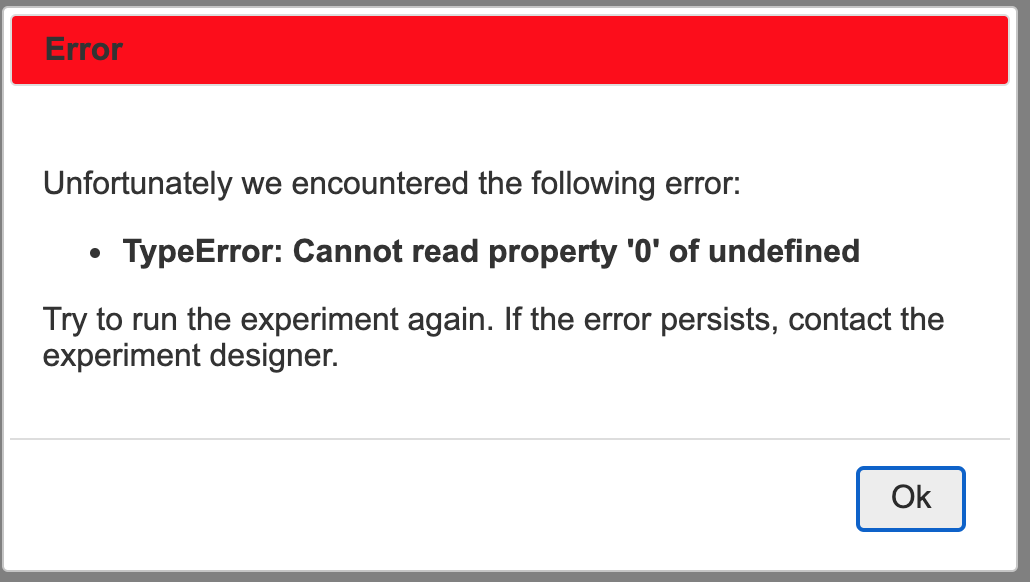 Error
Unfortunately we encountered the following error:
• TypeError: Cannot read property '0' of undefined
Try to run the experiment again. If the error persists, contact the
experiment designer.
Ok